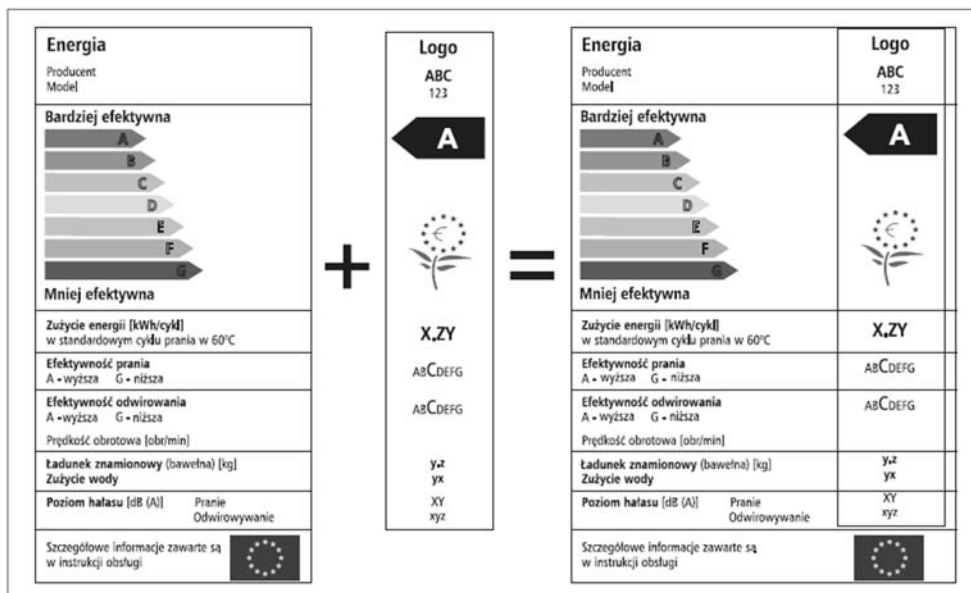 Energia
Producent
Model
Bardziej efektywna
A
B
C
D
E
F
G
Mniej efektywna
Zużycie energii [kWh/cykl]
w standardowym cyklu prania w 60°C
Efektywność prania
A - wyższa G - niższa
Efektywność odwirowania
A - wyższa G - niższa
Prędkość obrotowa [obr/min]
Ładunek znamionowy (bawełna) [kg]
Zużycie wody
Poziom hałasu [dB (A)] Pranie
Odwirowywanie
Szczegółowe informacje zawarte są
w instrukcji obsługi
+
Logo
ABC
123
A
€
X.ZY
ABCDEFG
ABCDEFG
y.z
yx
XY
xyz
=
Energia Logo
Producent ABC
Model 123
Bardziej efektywna
A A
B
C
D
E €
F
G
Mniej efektywna
Zużycie energii [kWh/cykl] X.ZY
w standardowym cyklu prania w 60°C
Efektywność prania ABCDEFG
A - wyższa G - niższa
Efektywność odwirowania ABCDEFG
A - wyższa G - niższa
Prędkość obrotowa [obr/min]
Ładunek znamionowy (bawełna) [kg] y.z
Zużycie wody yx
Poziom hałasu [dB (A)] Pranie XY
Odwirowywanie xyz
Szczegółowe informacje zawarte są
w instrukcji obsługi